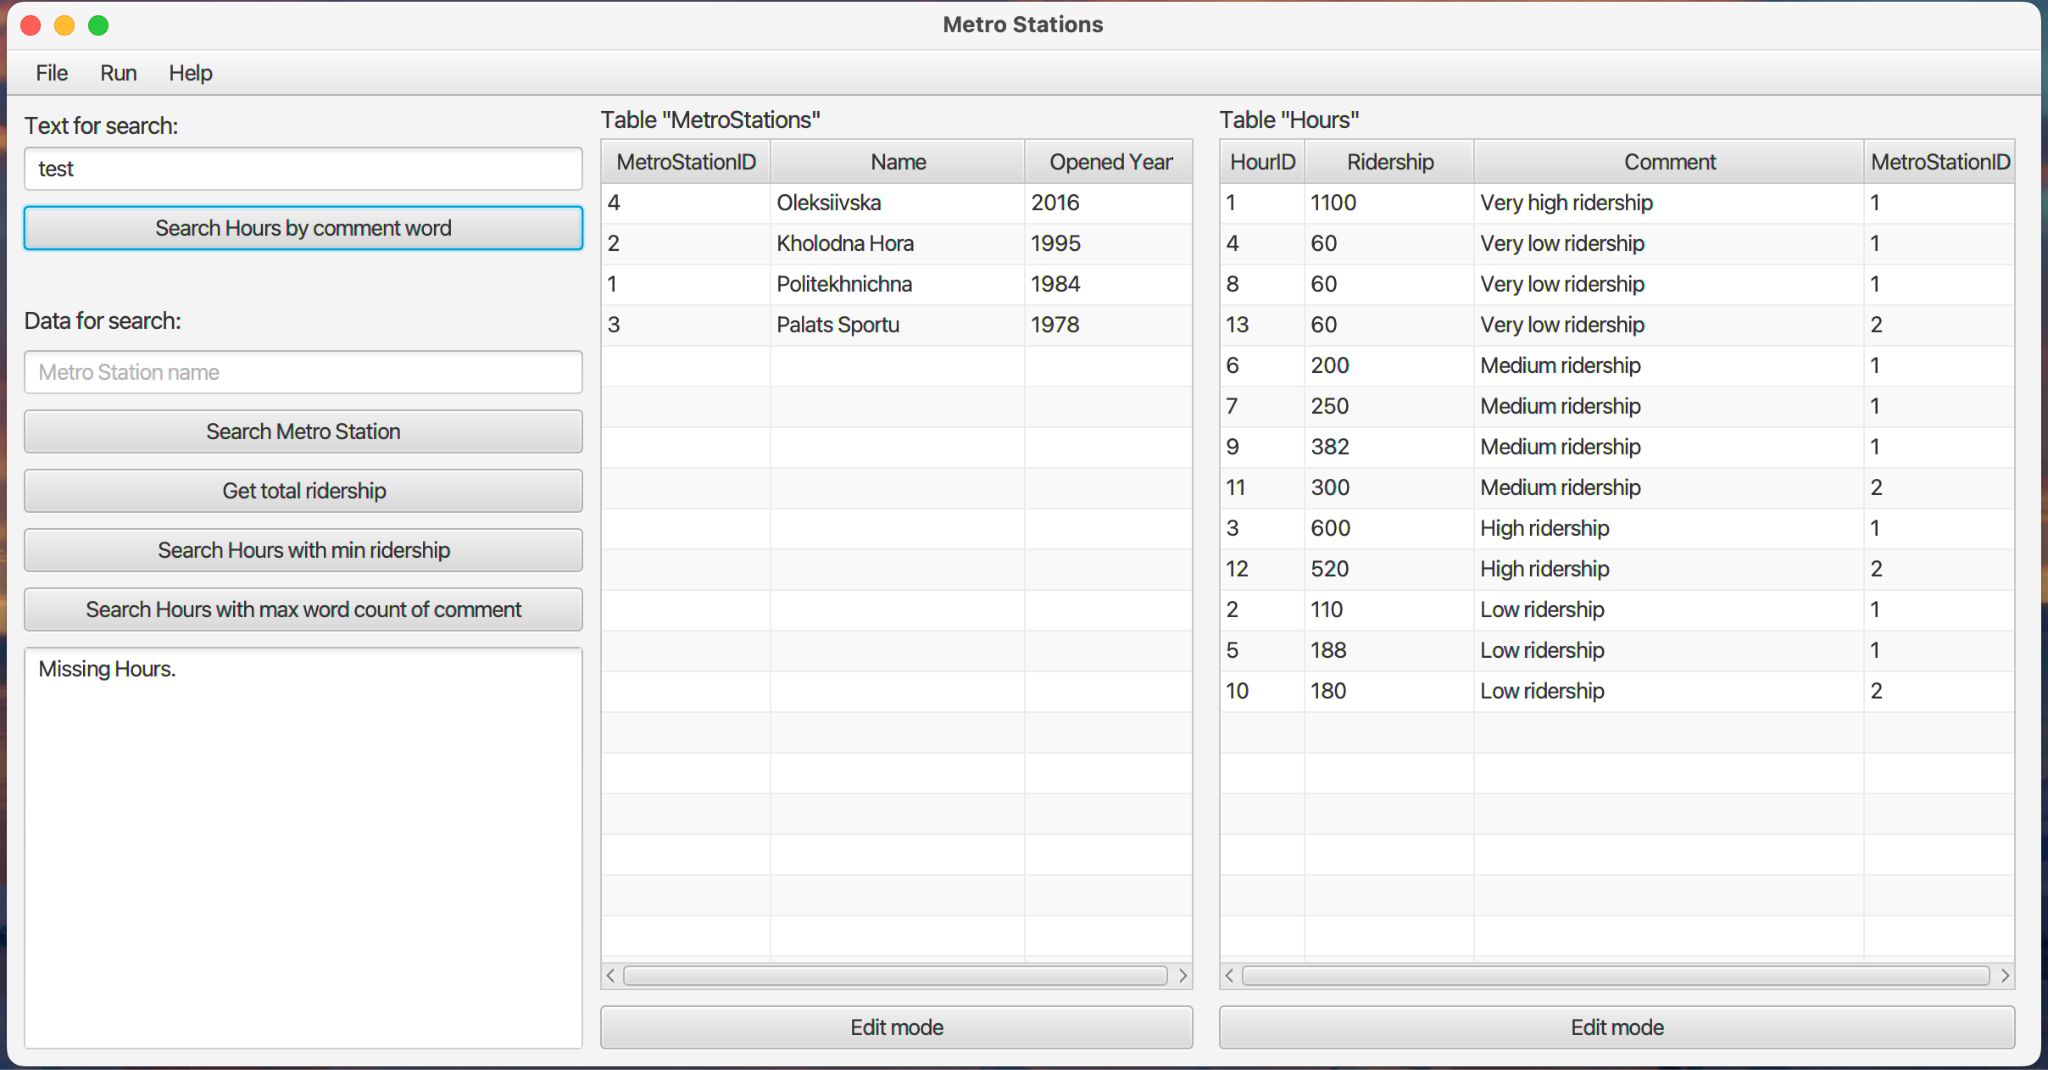 Metro Stations
File Run Help
Text for search:
test
Search Hours by comment word
Data for search:
Metro Station name
Search Metro Station
Get total ridership
Search Hours with min ridership
Search Hours with max word count of comment
Missing Hours.
Table "MetroStations"
MetroStationID Name Opened Year
4 Oleksiivska 2016
2 Kholodna Hora 1995
1 Politekhnichna 1984
3 Palats Sportu 1978
Edit mode
Table "Hours"
HourID Ridership Comment MetroStationID
1 1100 Very high ridership 1
4 60 Very low ridership 1
8 60 Very low ridership 1
13 60 Very low ridership 2
6 200 Medium ridership 1
7 250 Medium ridership 1
9 382 Medium ridership 1
11 300 Medium ridership 2
3 600 High ridership 1
12 520 High ridership 2
2 110 Low ridership 1
5 188 Low ridership 1
10 180 Low ridership 2
Edit mode